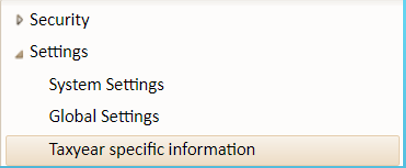 Security
Settings
System Settings
Global Settings
Taxyear specific information